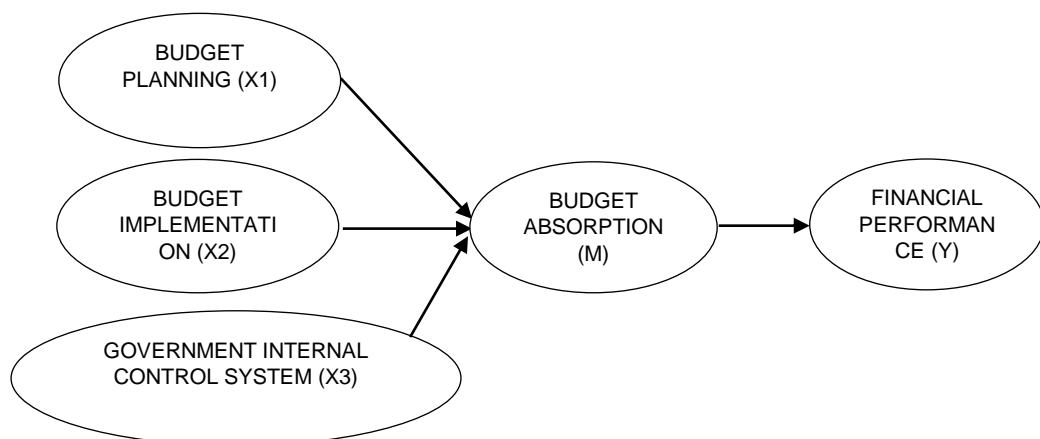 BUDGET
PLANNING (X1)
BUDGET
IMPLEMENTATI
ON (X2)
GOVERNMENT INTERNAL
CONTROL SYSTEM (X3)
BUDGET
ABSORPTION
(M)
FINANCIAL
PERFORMAN
CE (Y)